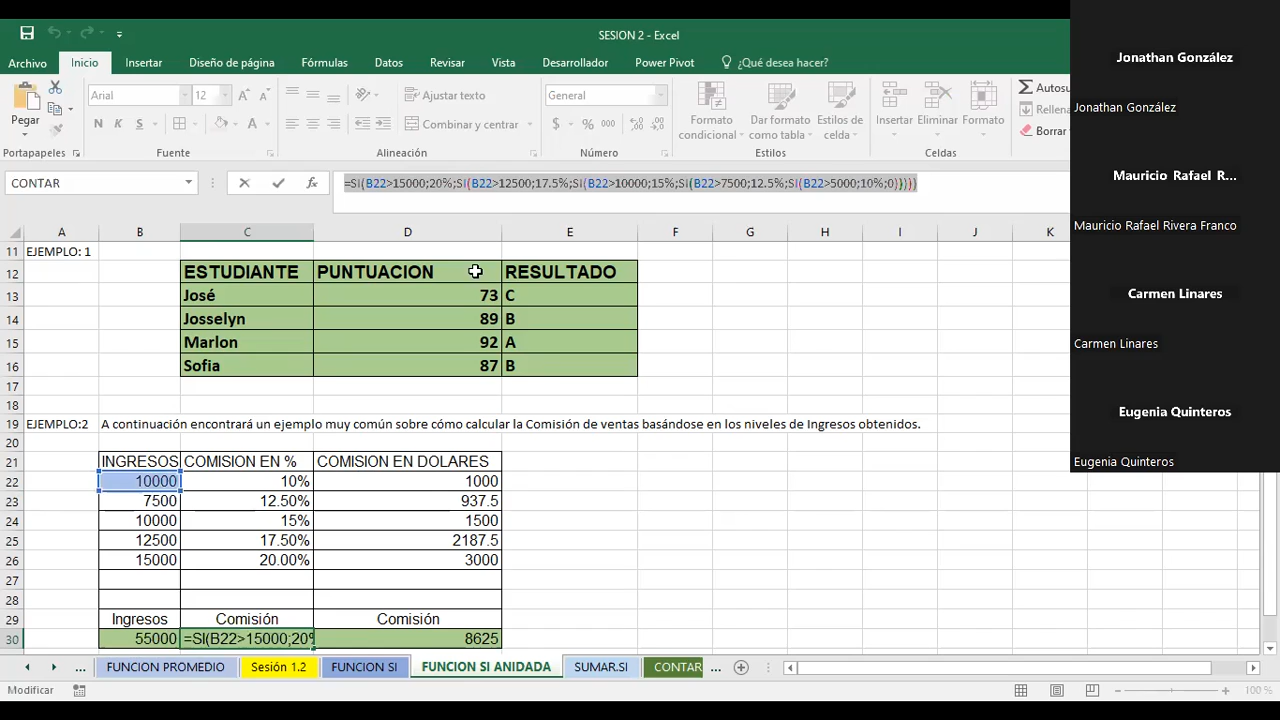 SESION 2 - Excel
Archivo Inicio Insertar Diseño de página Fórmulas Datos Revisar Vista Desarrollador Power Pivot ¿Qué desea hacer?
Pegar
Arial 12
N K S
Ajustar texto
Combinar y centrar
General
$ % 000
Formato condicional
Dar formato como tabla
Estilos de celda
Insertar Eliminar Formato
Autosu
Rellena
Borrar
Portapapeles Fuente Alineación Número Estilos Celdas
CONTAR fx =SI(B22>15000;20%;SI(B22>12500;17.5%;SI(B22>10000;15%;SI(B22>7500;12.5%;SI(B22>5000;10%;0)))))
A B C D E F G H I J K
11 EJEMPLO: 1
12 ESTUDIANTE PUNTUACION RESULTADO
13 José 73 C
14 Josselyn 89 B
15 Marlon 92 A
16 Sofia 87 B
17
18
19 EJEMPLO:2 A continuación encontrará un ejemplo muy común sobre cómo calcular la Comisión de ventas basándose en los niveles de Ingresos obtenidos.
20
21 INGRESOS COMISION EN % COMISION EN DOLARES
22 10000 10% 1000
23 7500 12.50% 937.5
24 10000 15% 1500
25 12500 17.50% 2187.5
26 15000 20.00% 3000
27
28
29 Ingresos Comisión Comisión
30 55000 =SI(B22>15000;20% 8625
... FUNCION PROMEDIO Sesión 1.2 FUNCION SI FUNCION SI ANIDADA SUMAR.SI CONTAR ...
Modificar 100 %
Jonathan González
Jonathan González
Mauricio Rafael R...
Mauricio Rafael Rivera Franco
Carmen Linares
Carmen Linares
Eugenia Quinteros
Eugenia Quinteros